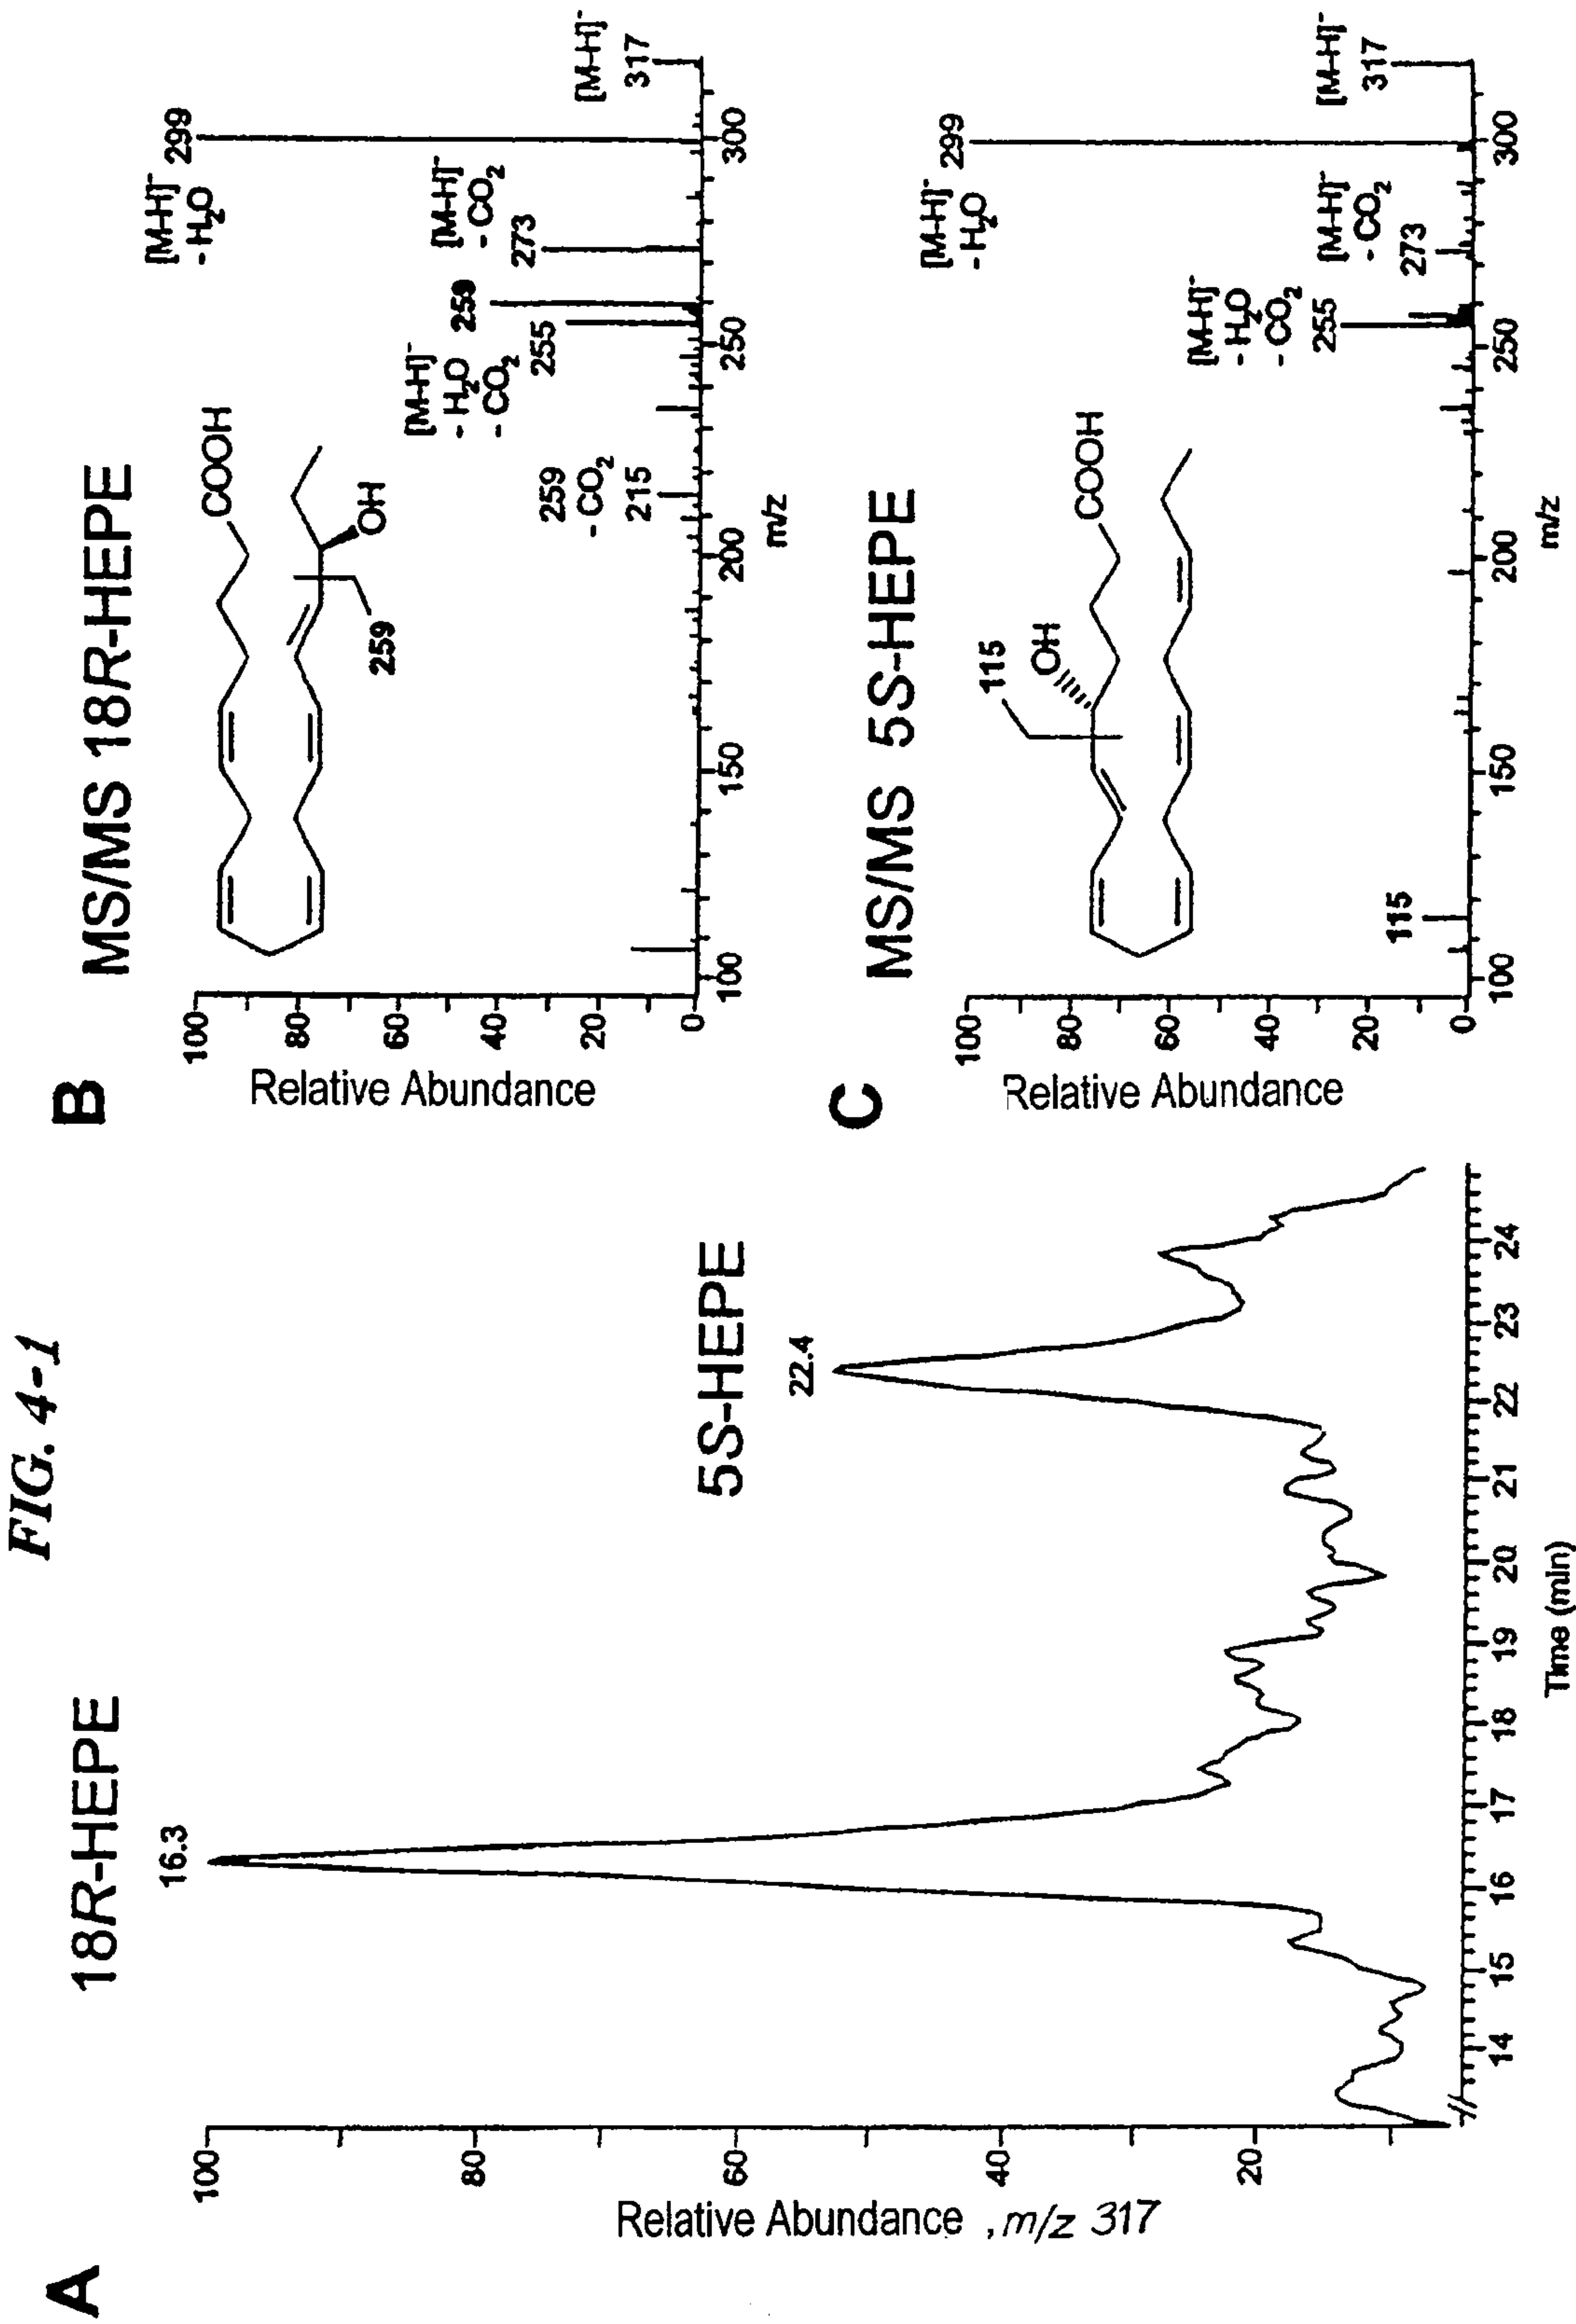 FIG. 4-1
A
18R-HEPE
16.3
5S-HEPE
22.4
100
80
60
40
20
Relative Abundance , m/z 317
14
15
16
17
18
19
20
21
22
23
24
Time (min)
B
MS/MS 18R-HEPE
COOH
OH
259
[M-H]⁻
- H₂O
299
[M-H]⁻
- CO₂
273
259
[M-H]⁻
- H₂O
- CO₂
255
259
- CO₂
215
[M-H]⁻
317
100
80
60
40
20
0
Relative Abundance
100
150
200
250
300
m/z
C
MS/MS 5S-HEPE
COOH
OH
115
[M-H]⁻
- H₂O
299
[M-H]⁻
- H₂O
- CO₂
255
[M-H]⁻
- CO₂
273
[M-H]⁻
317
115
100
80
60
40
20
0
Relative Abundance
100
150
200
250
300
m/z